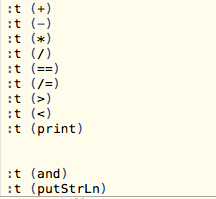 :t (+)
:t (-)
:t (*)
:t (/)
:t (==)
:t (/=)
:t (>)
:t (<)
:t (print)
:t (and)
:t (putStrLn)